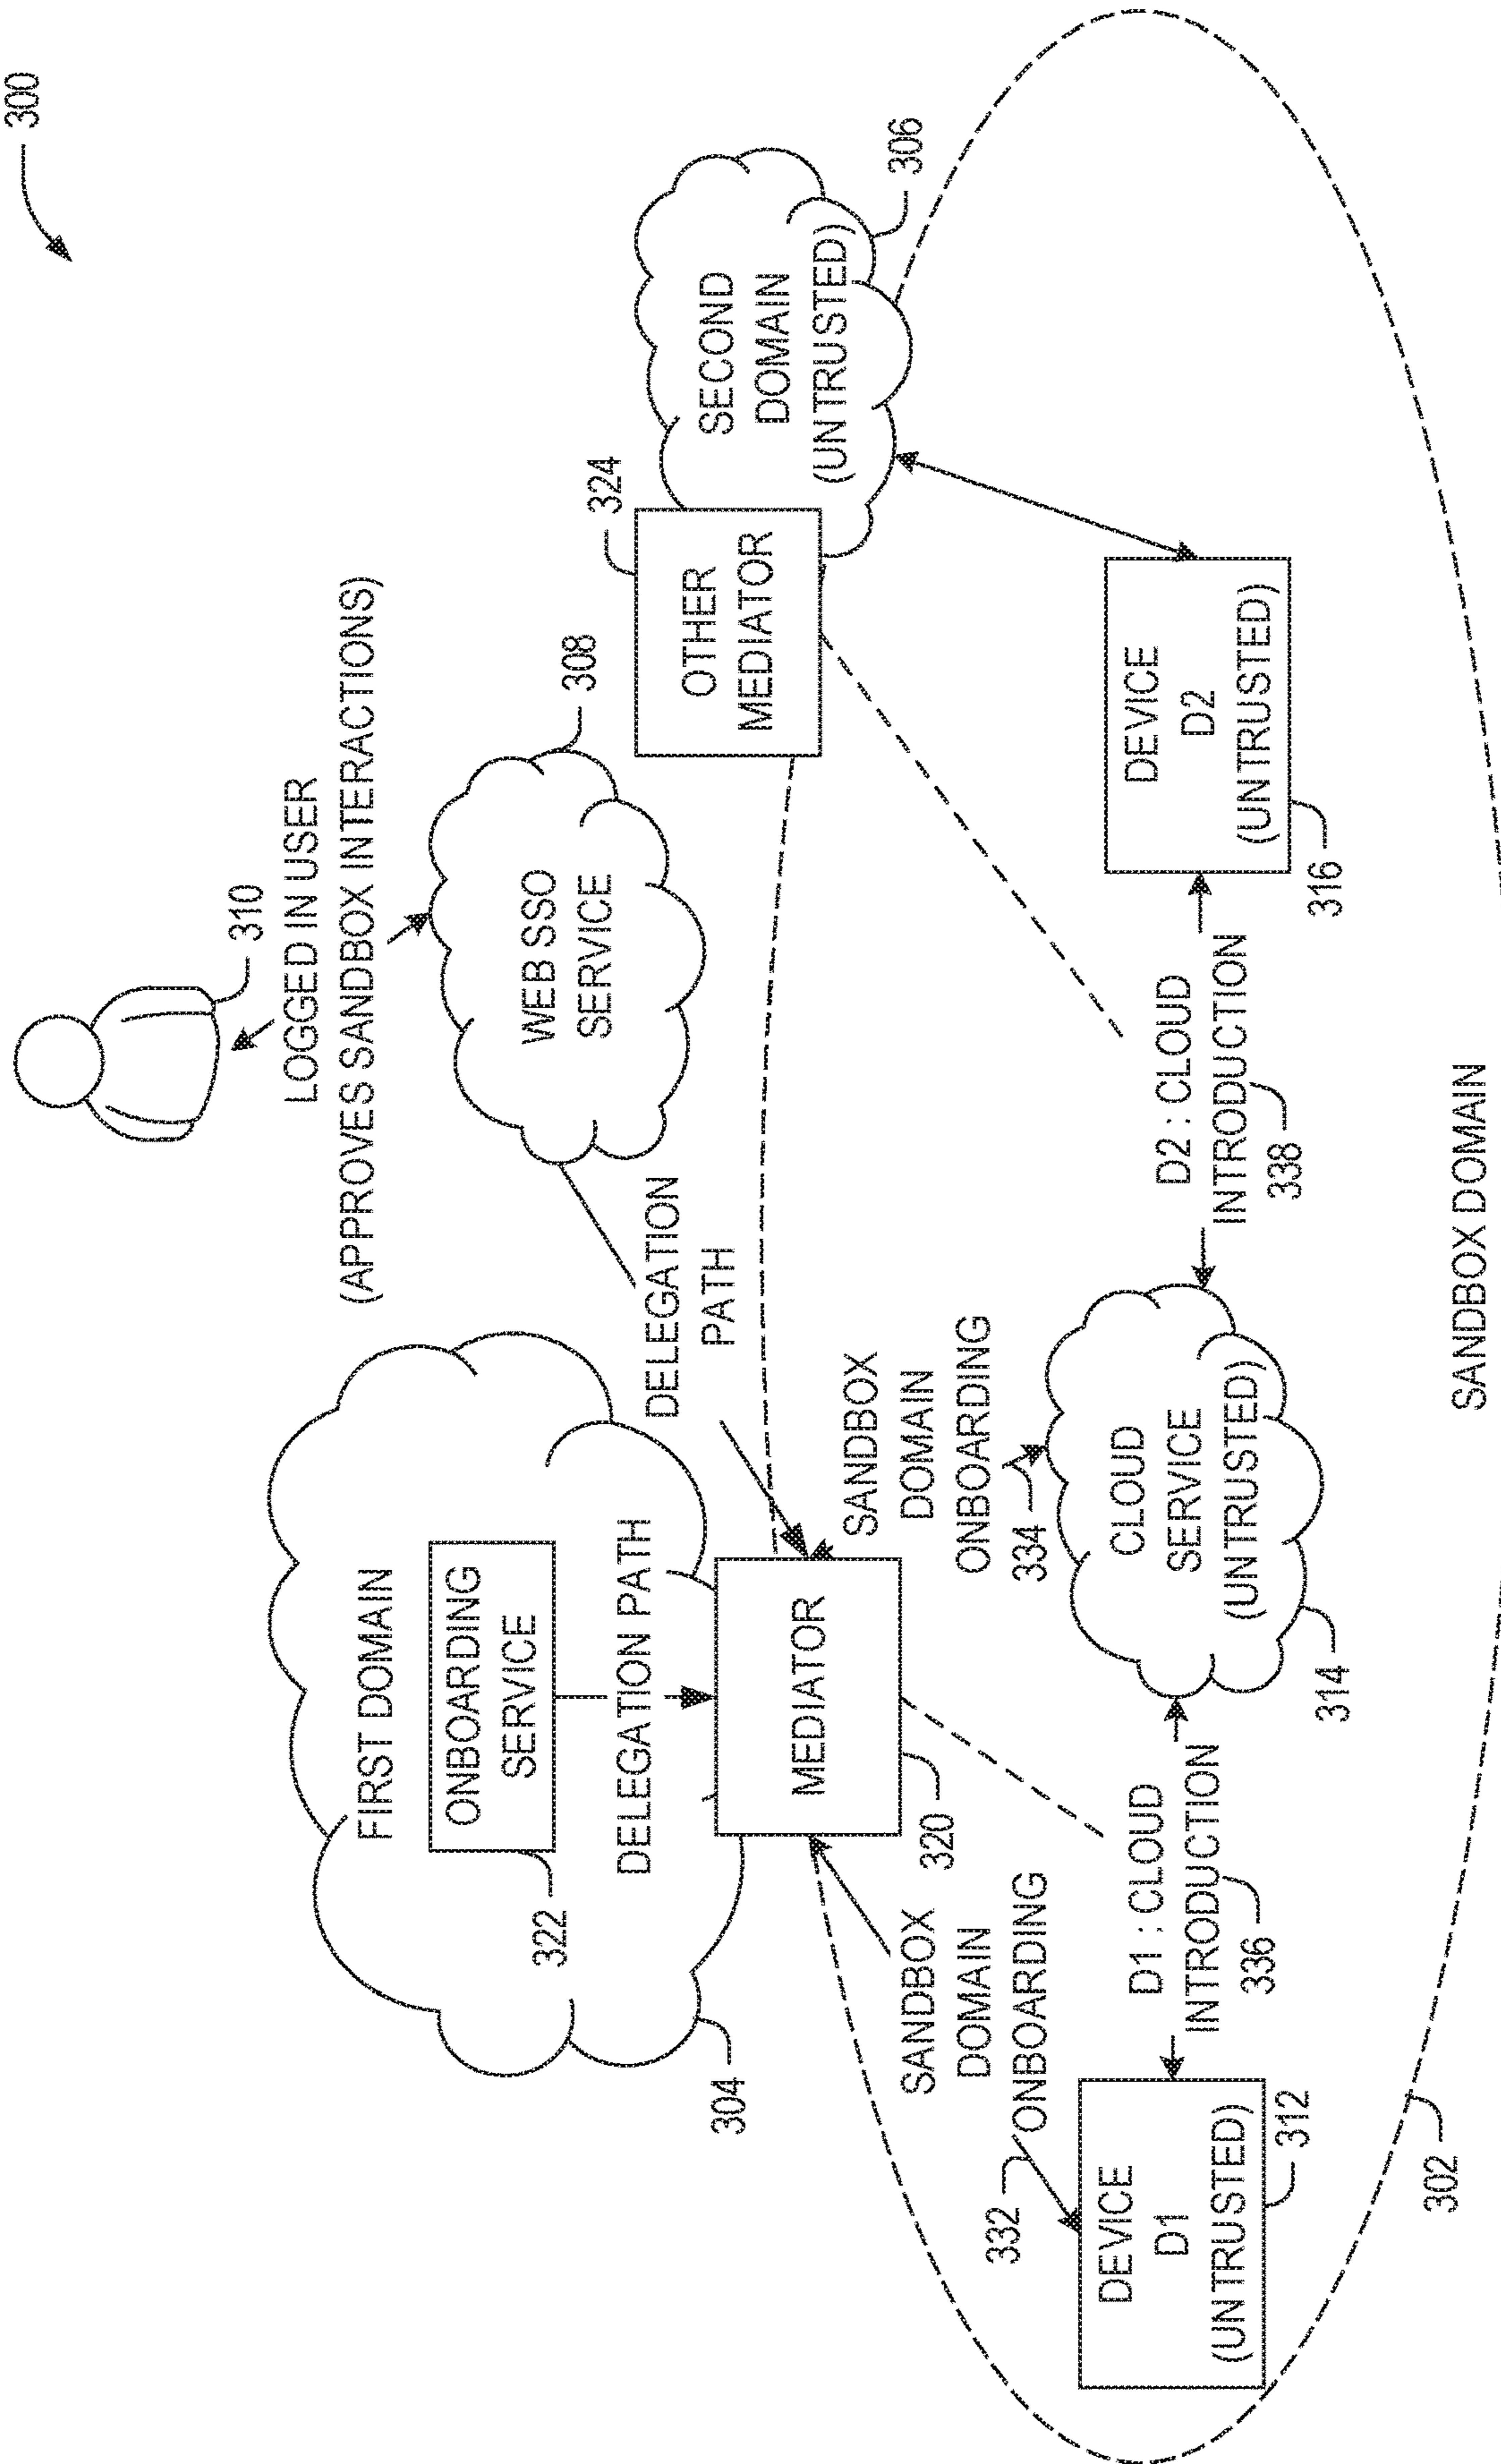 300
310
LOGGED IN USER
(APPROVES SANDBOX INTERACTIONS)
FIRST DOMAIN
ONBOARDING
SERVICE
322
DELEGATION PATH
304
MEDIATOR
320
DELEGATION
PATH
WEB SSO
SERVICE
308
OTHER
MEDIATOR
324
SECOND
DOMAIN
(UNTRUSTED)
306
SANDBOX
DOMAIN
ONBOARDING
332
SANDBOX
DOMAIN
ONBOARDING
334
DEVICE
D1
(UNTRUSTED)
312
D1 : CLOUD
INTRODUCTION
336
CLOUD
SERVICE
(UNTRUSTED)
314
D2 : CLOUD
INTRODUCTION
338
DEVICE
D2
(UNTRUSTED)
316
302
SANDBOX DOMAIN